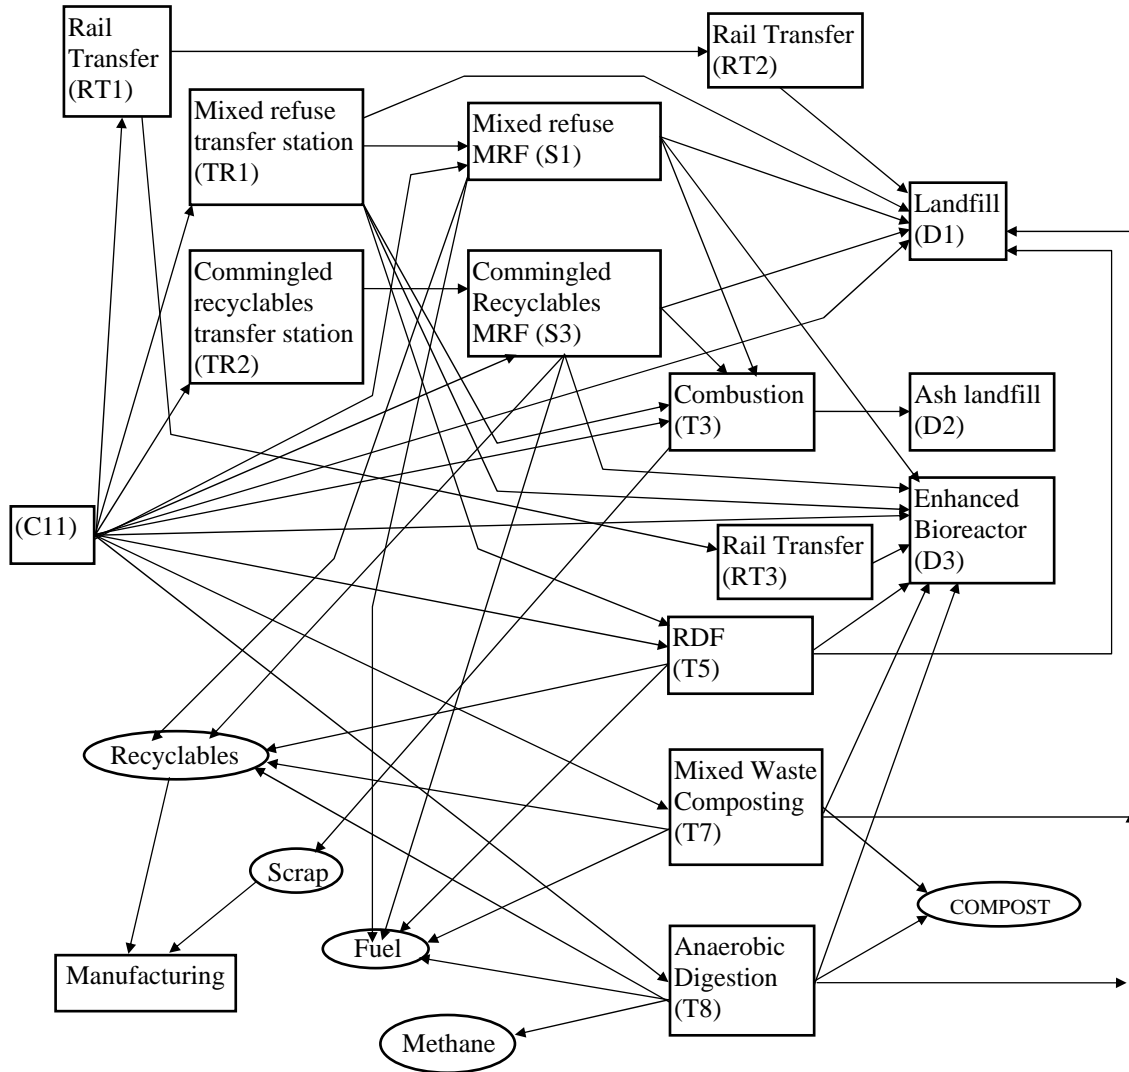 Rail
Transfer
(RT1)
Rail Transfer
(RT2)
Mixed refuse
transfer station
(TR1)
Mixed refuse
MRF (S1)
Landfill
(D1)
Commingled
recyclables
transfer station
(TR2)
Commingled
Recyclables
MRF (S3)
Combustion
(T3)
Ash landfill
(D2)
(C11)
Enhanced
Bioreactor
(D3)
Rail Transfer
(RT3)
RDF
(T5)
Recyclables
Mixed Waste
Composting
(T7)
Scrap
COMPOST
Fuel
Manufacturing
Anaerobic
Digestion
(T8)
Methane